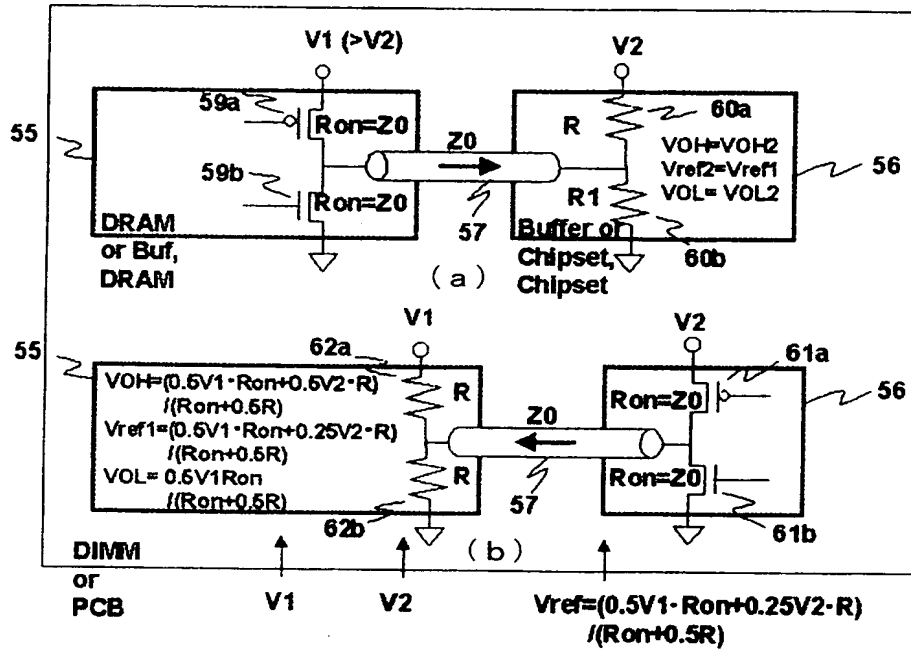 V1 (>V2)
V2
59a
60a
55
Ron=Z0
Z0
R
VOH=VOH2
Vref2=Vref1
VOL= VOL2
56
59b
Ron=Z0
R1
DRAM
or Buf,
DRAM
57
Buffer or
Chipset,
Chipset
60b
(a)
V1
V2
55
62a
61a
VOH=(0.5V1·Ron+0.5V2·R)
/(Ron+0.5R)
Vref1=(0.5V1·Ron+0.25V2·R)
/(Ron+0.5R)
VOL= 0.5V1Ron
/(Ron+0.5R)
R
Z0
Ron=Z0
56
R
57
Ron=Z0
62b
61b
(b)
DIMM
or
PCB
V1
V2
Vref=(0.5V1·Ron+0.25V2·R)
/(Ron+0.5R)